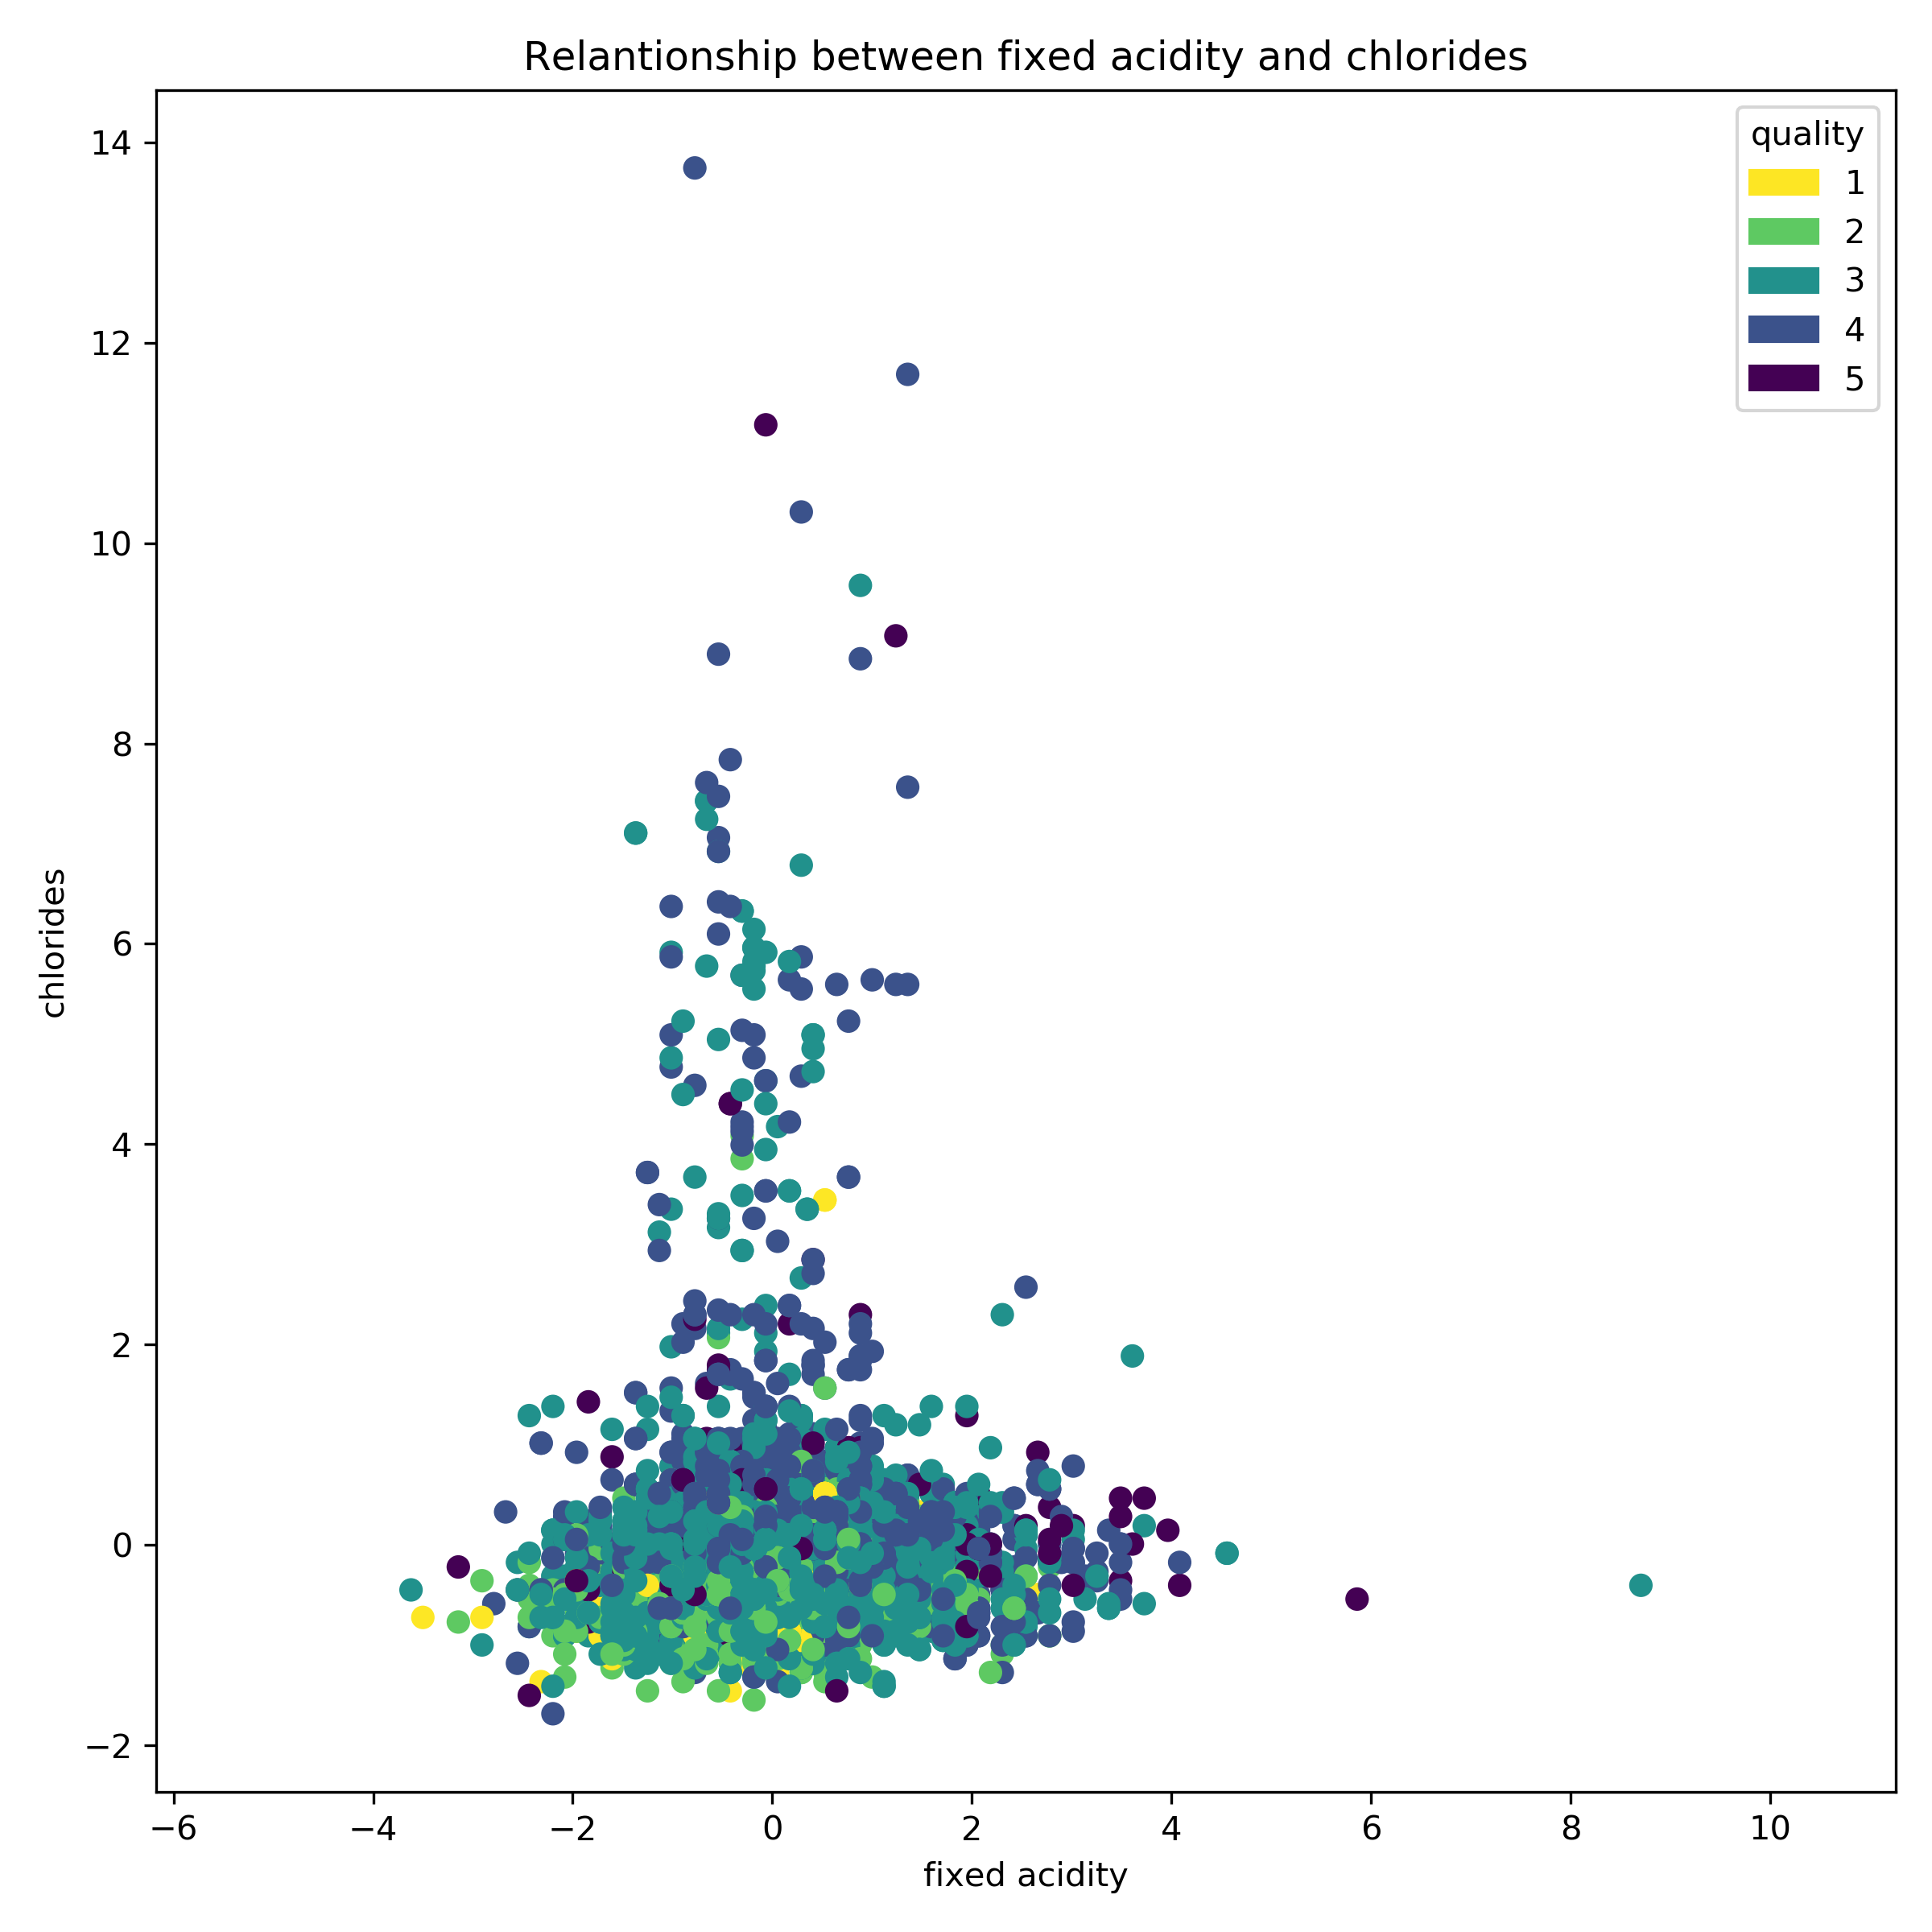 Relantionship between fixed acidity and chlorides
quality
1
2
3
4
5
14
12
10
8
6
4
2
0
−2
chlorides
−6 −4 −2 0 2 4 6 8 10
fixed acidity